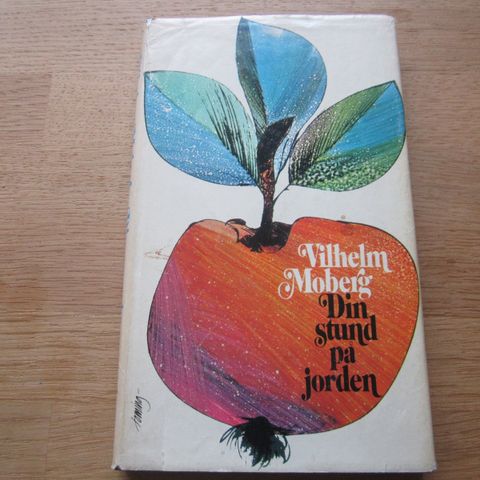 Vilhelm
Moberg
Din
stund
pa
jorden